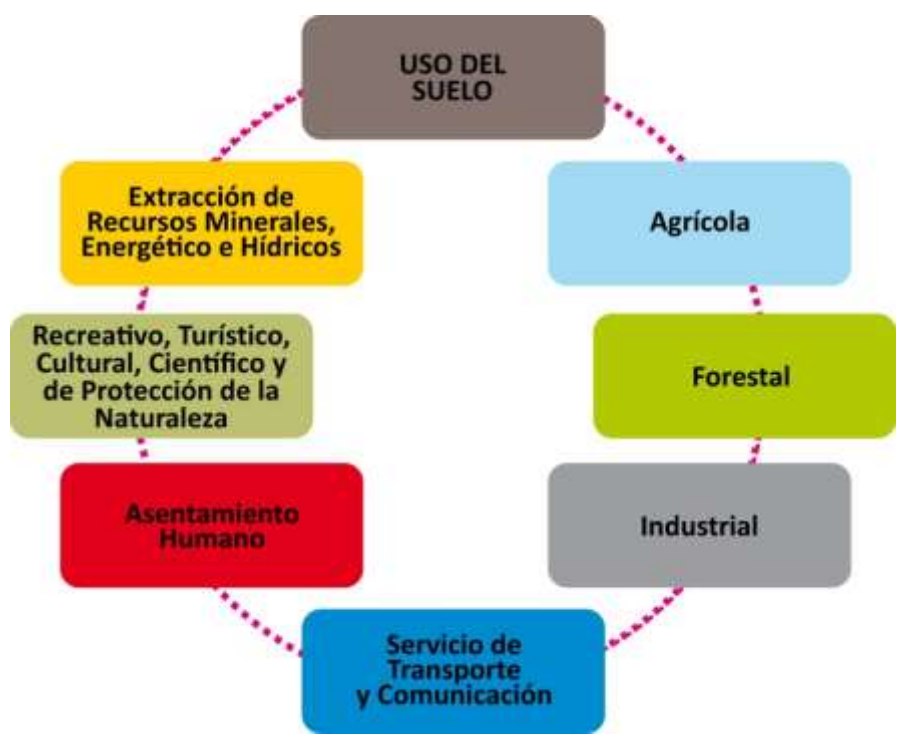 USO DEL
SUELO
Extracción de
Recursos Minerales,
Energético e Hídricos
Agrícola
Recreativo, Turístico,
Cultural, Científico y
de Protección de la
Naturaleza
Forestal
Asentamiento
Humano
Industrial
Servicio de
Transporte
y Comunicación